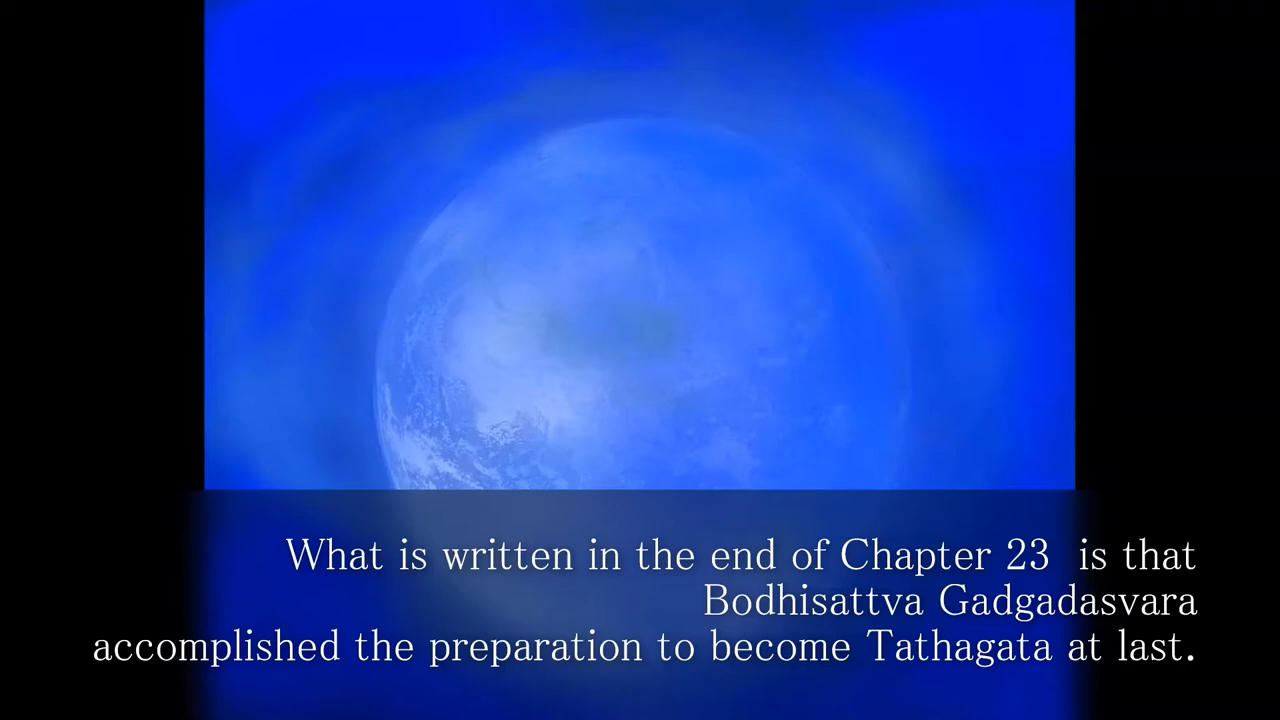 What is written in the end of Chapter 23  is that
Bodhisattva Gadgadasvara
accomplished the preparation to become Tathagata at last.